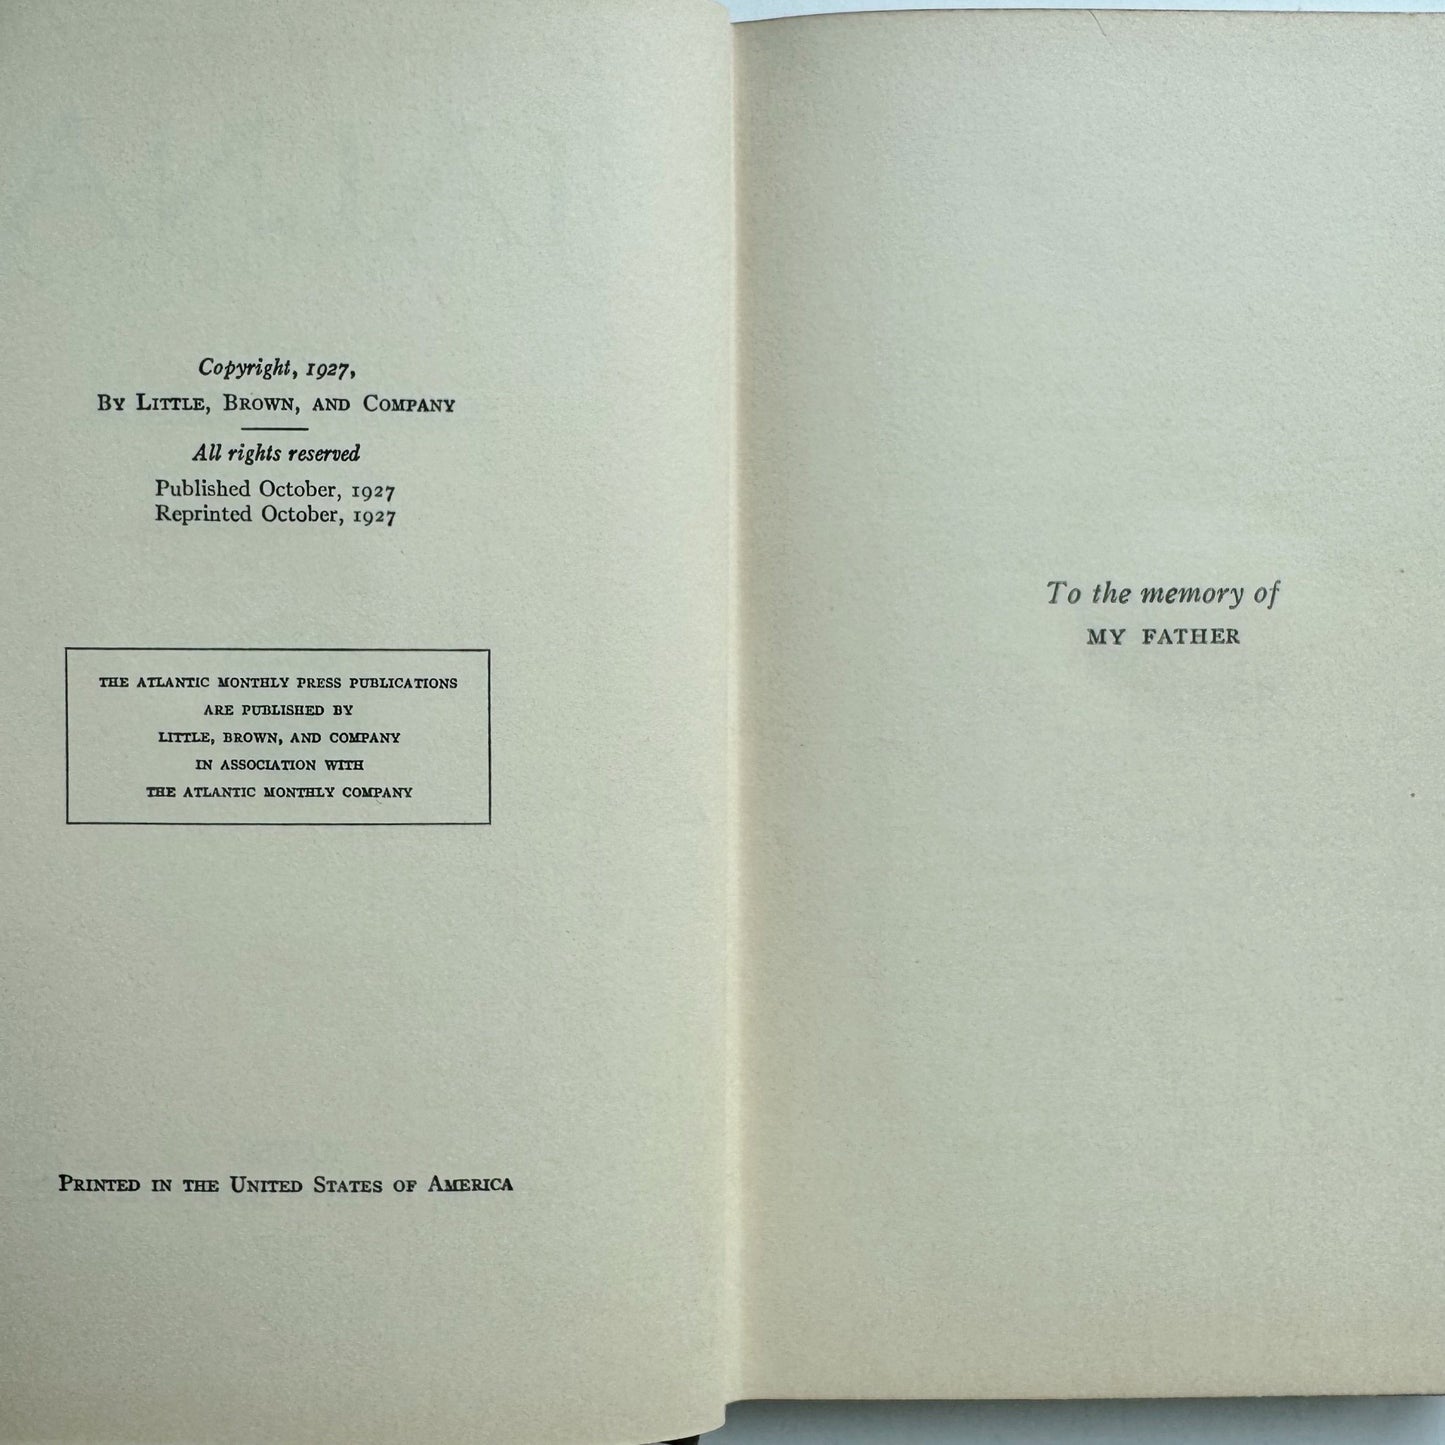 Copyright, 1927,
By Little, Brown, and Company
All rights reserved
Published October, 1927
Reprinted October, 1927
THE ATLANTIC MONTHLY PRESS PUBLICATIONS
ARE PUBLISHED BY
LITTLE, BROWN, AND COMPANY
IN ASSOCIATION WITH
THE ATLANTIC MONTHLY COMPANY
Printed in the United States of America
To the memory of
MY FATHER